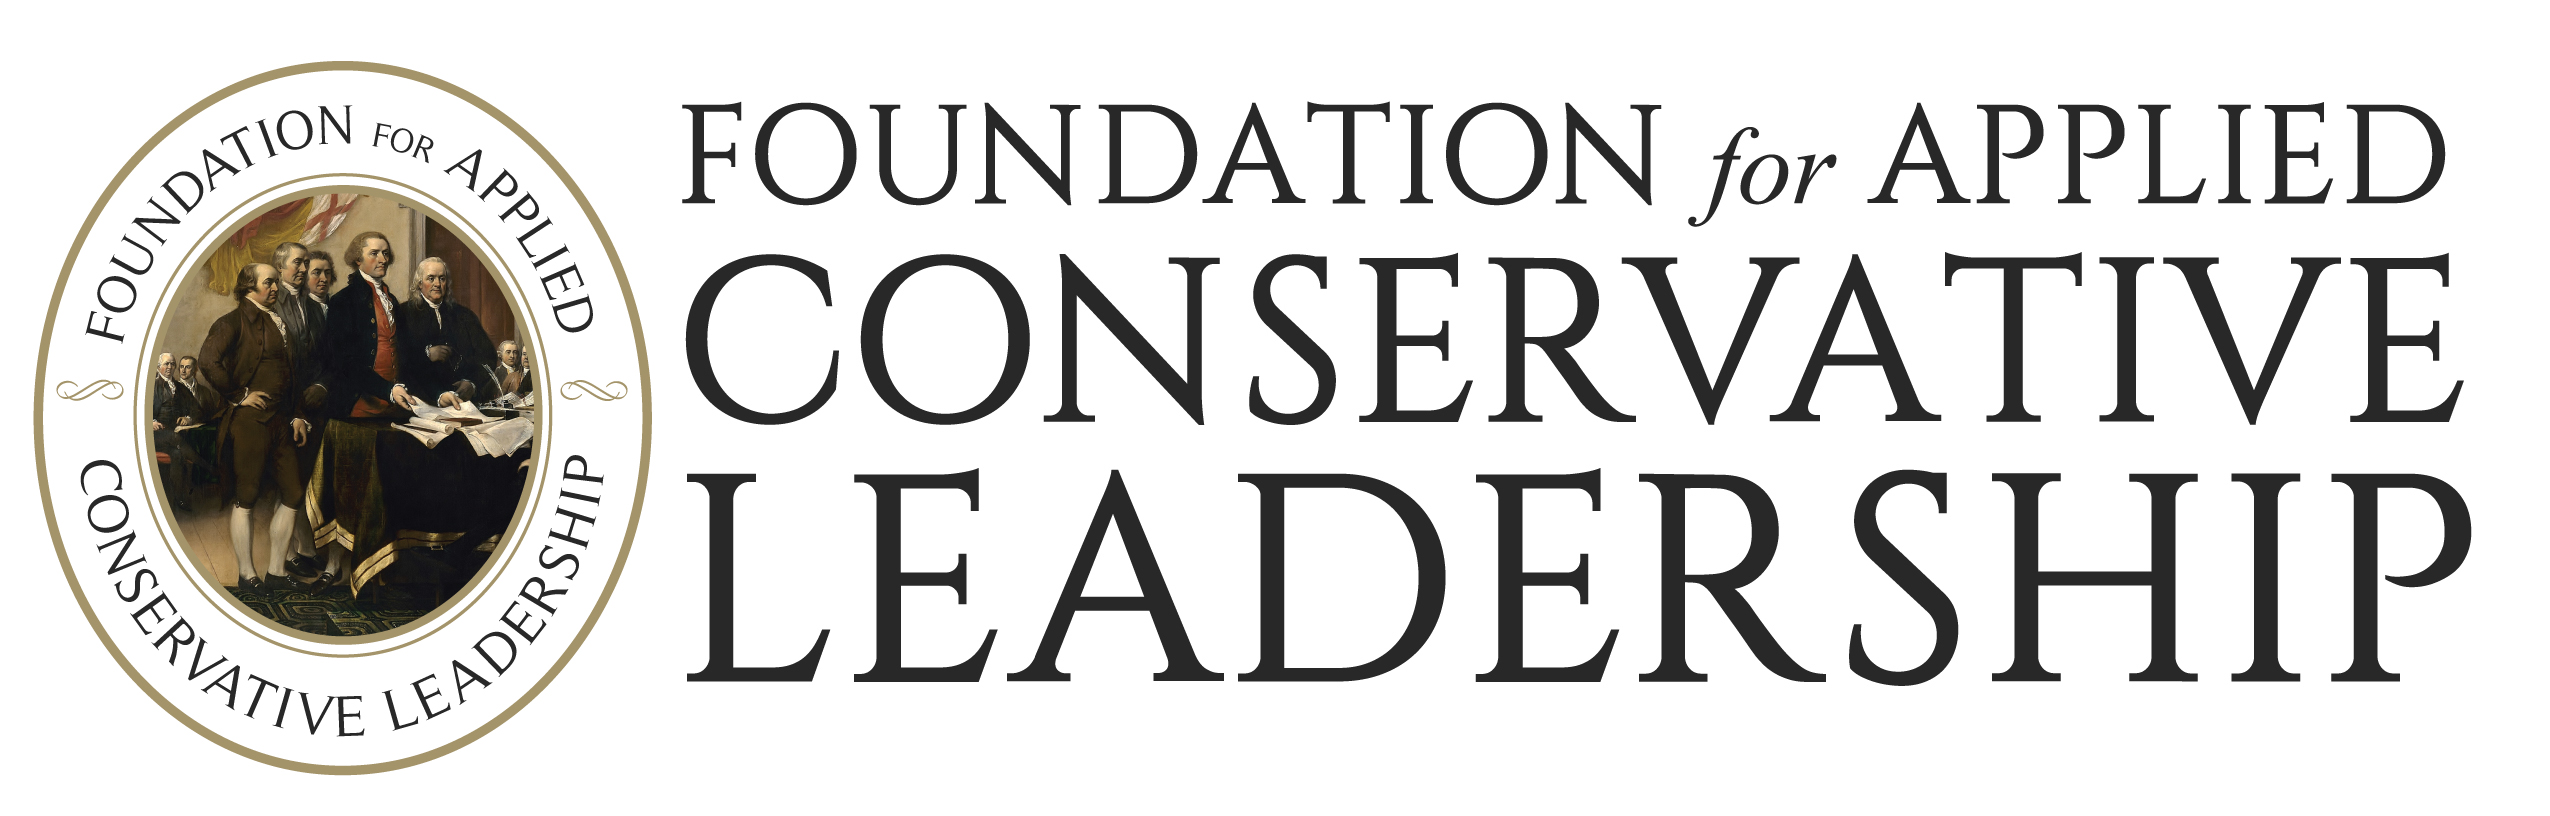 FOUNDATION FOR APPLIED
CONSERVATIVE LEADERSHIP
FOUNDATION for APPLIED
CONSERVATIVE
LEADERSHIP